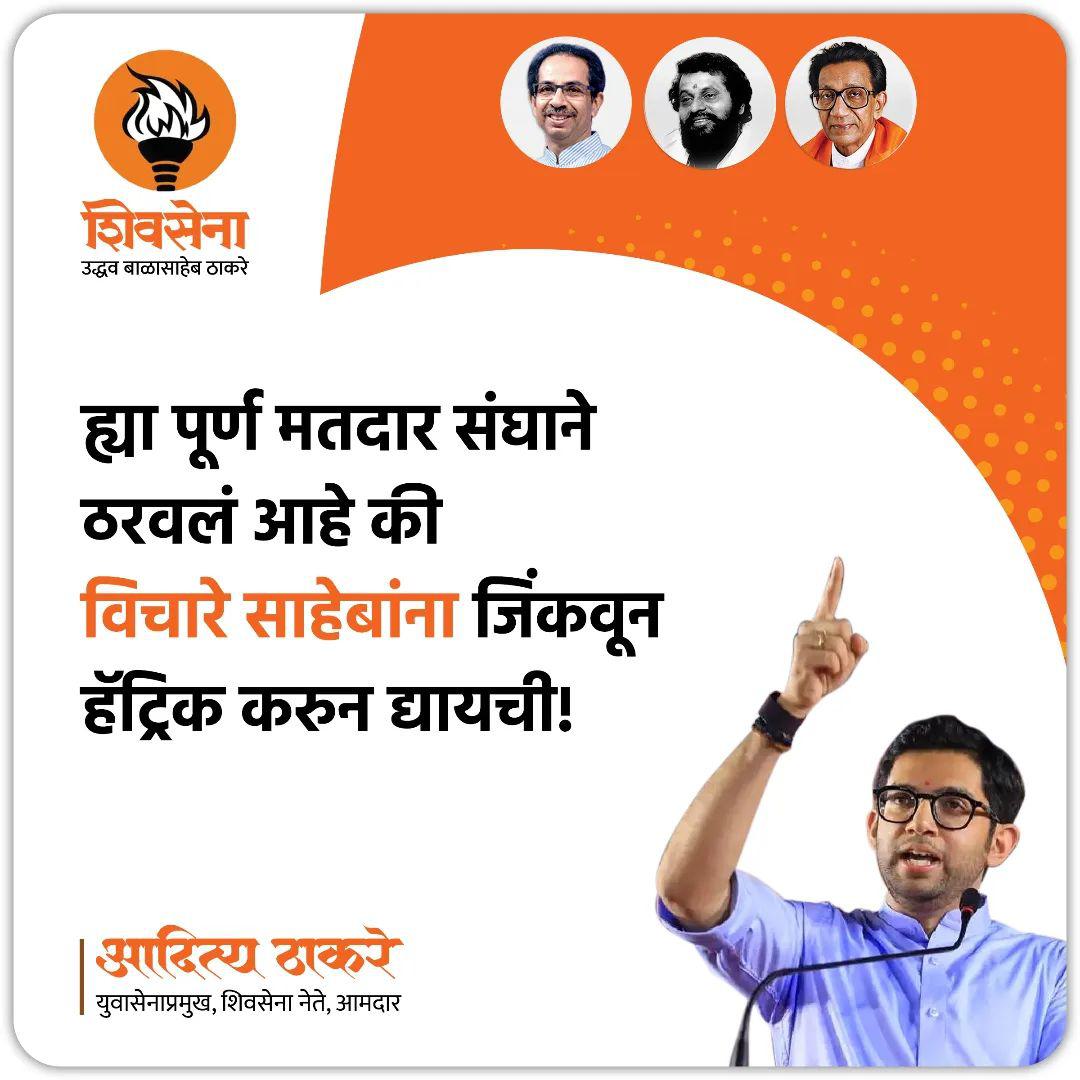 शिवसेना
उद्धव बाळासाहेब ठाकरे
ह्या पूर्ण मतदार संघाने
ठरवलं आहे की
विचारे साहेबांना जिंकवून
हॅट्रिक करुन द्यायची!
आदित्य ठाकरे
युवासेनाप्रमुख, शिवसेना नेते, आमदार